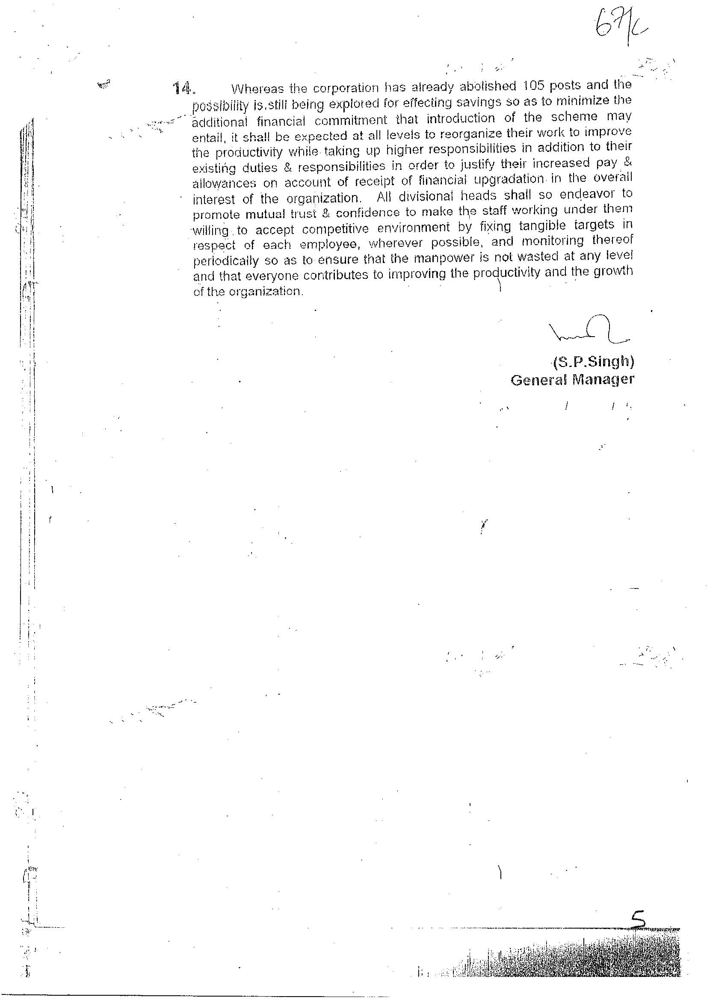 67/c
14. Whereas the corporation has already abolished 105 posts and the
possibility is still being explored for effecting savings so as to minimize the
additional financial commitment that introduction of the scheme may
entail, it shall be expected at all levels to reorganize their work to improve
the productivity while taking up higher responsibilities in addition to their
existing duties & responsibilities in order to justify their increased pay &
allowances on account of receipt of financial upgradation in the overall
interest of the organization. All divisional heads shall so endeavor to
promote mutual trust & confidence to make the staff working under them
willing to accept competitive environment by fixing tangible targets in
respect of each employee, wherever possible, and monitoring thereof
periodically so as to ensure that the manpower is not wasted at any level
and that everyone contributes to improving the productivity and the growth
of the organization.
(S.P.Singh)
General Manager
5